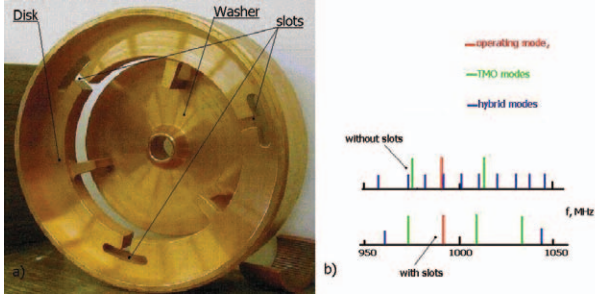 Disk
Washer
slots
a)
operating mode,
TMO modes
hybrid modes
without slots
f, MHz
950
1000
1050
with slots
b)